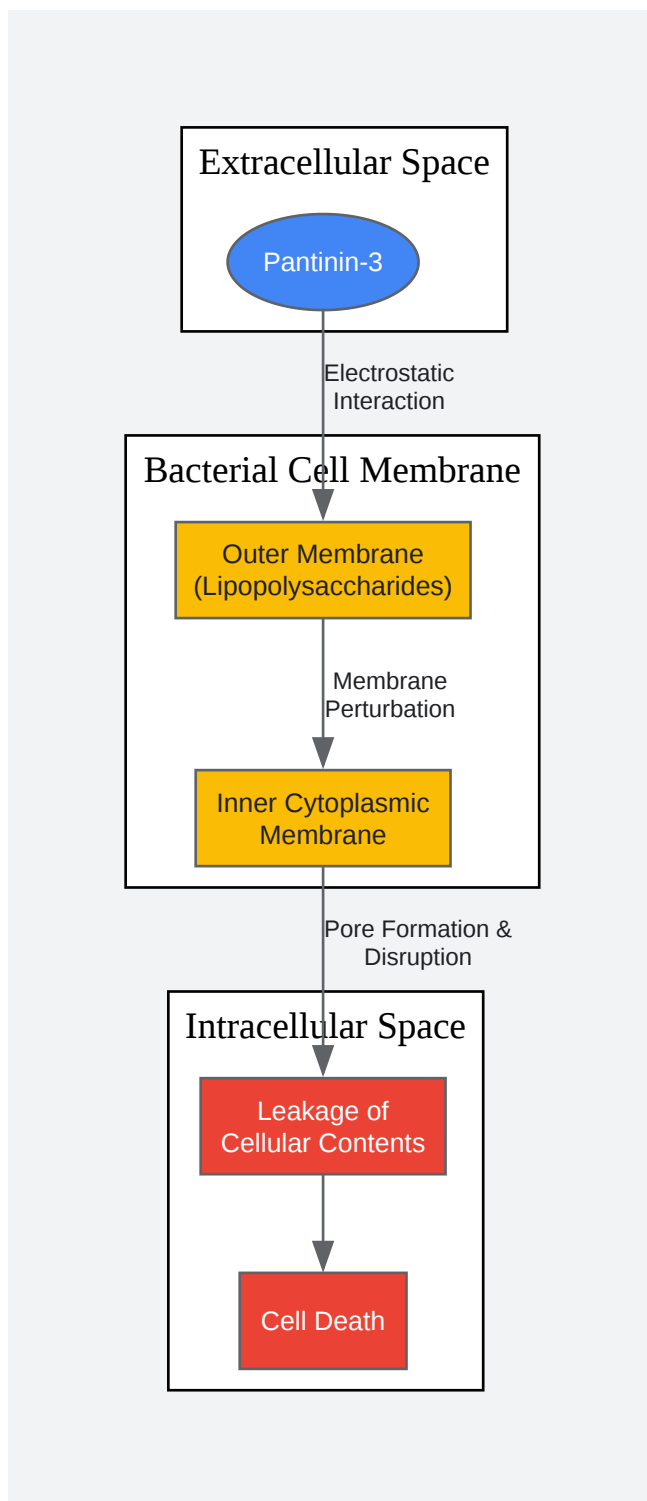 Extracellular Space
Pantinin-3
Electrostatic
Interaction
Bacterial Cell Membrane
Outer Membrane
(Lipopolysaccharides)
Membrane
Perturbation
Inner Cytoplasmic
Membrane
Pore Formation &
Disruption
Intracellular Space
Leakage of
Cellular Contents
Cell Death